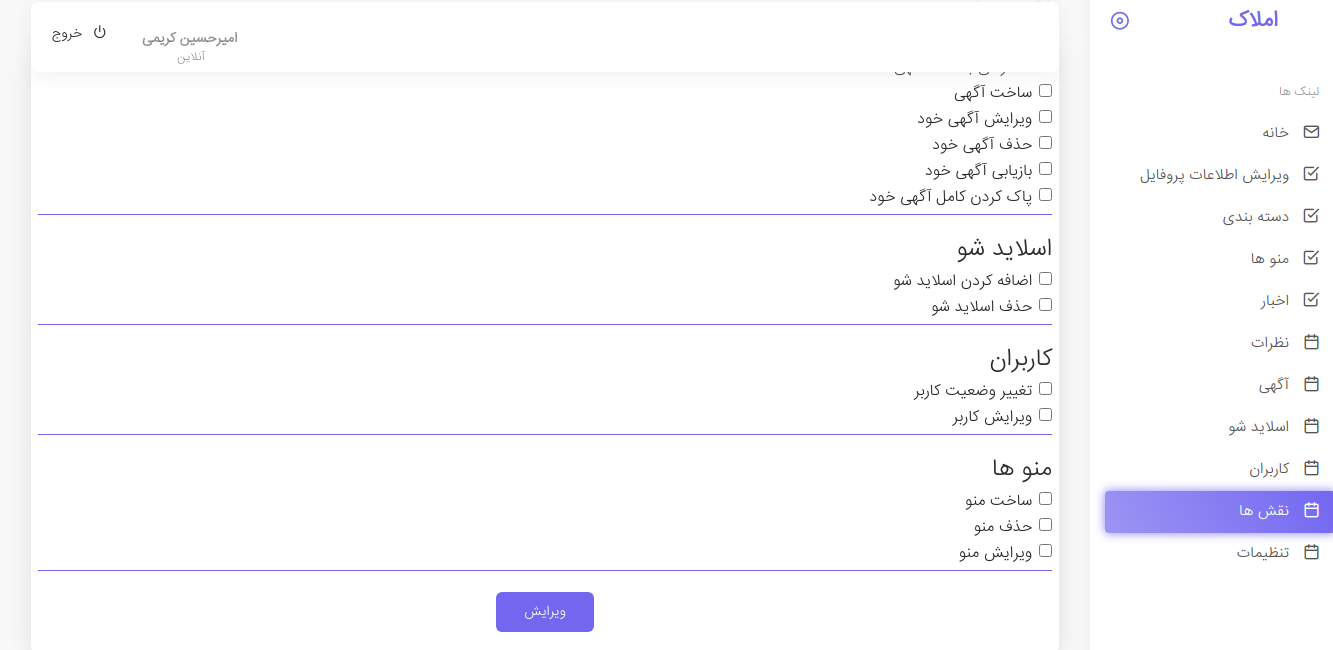 املاک
لینک ها
خانه
ویرایش اطلاعات پروفایل
دسته بندی
منو ها
اخبار
نظرات
آگهی
اسلاید شو
کاربران
نقش ها
تنظیمات
امیرحسین کریمی
آنلاین
خروج
ساخت آگهی
ویرایش آگهی خود
حذف آگهی خود
بازیابی آگهی خود
پاک کردن کامل آگهی خود
اسلاید شو
اضافه کردن اسلاید شو
حذف اسلاید شو
کاربران
تغییر وضعیت کاربر
ویرایش کاربر
منو ها
ساخت منو
حذف منو
ویرایش منو
ویرایش